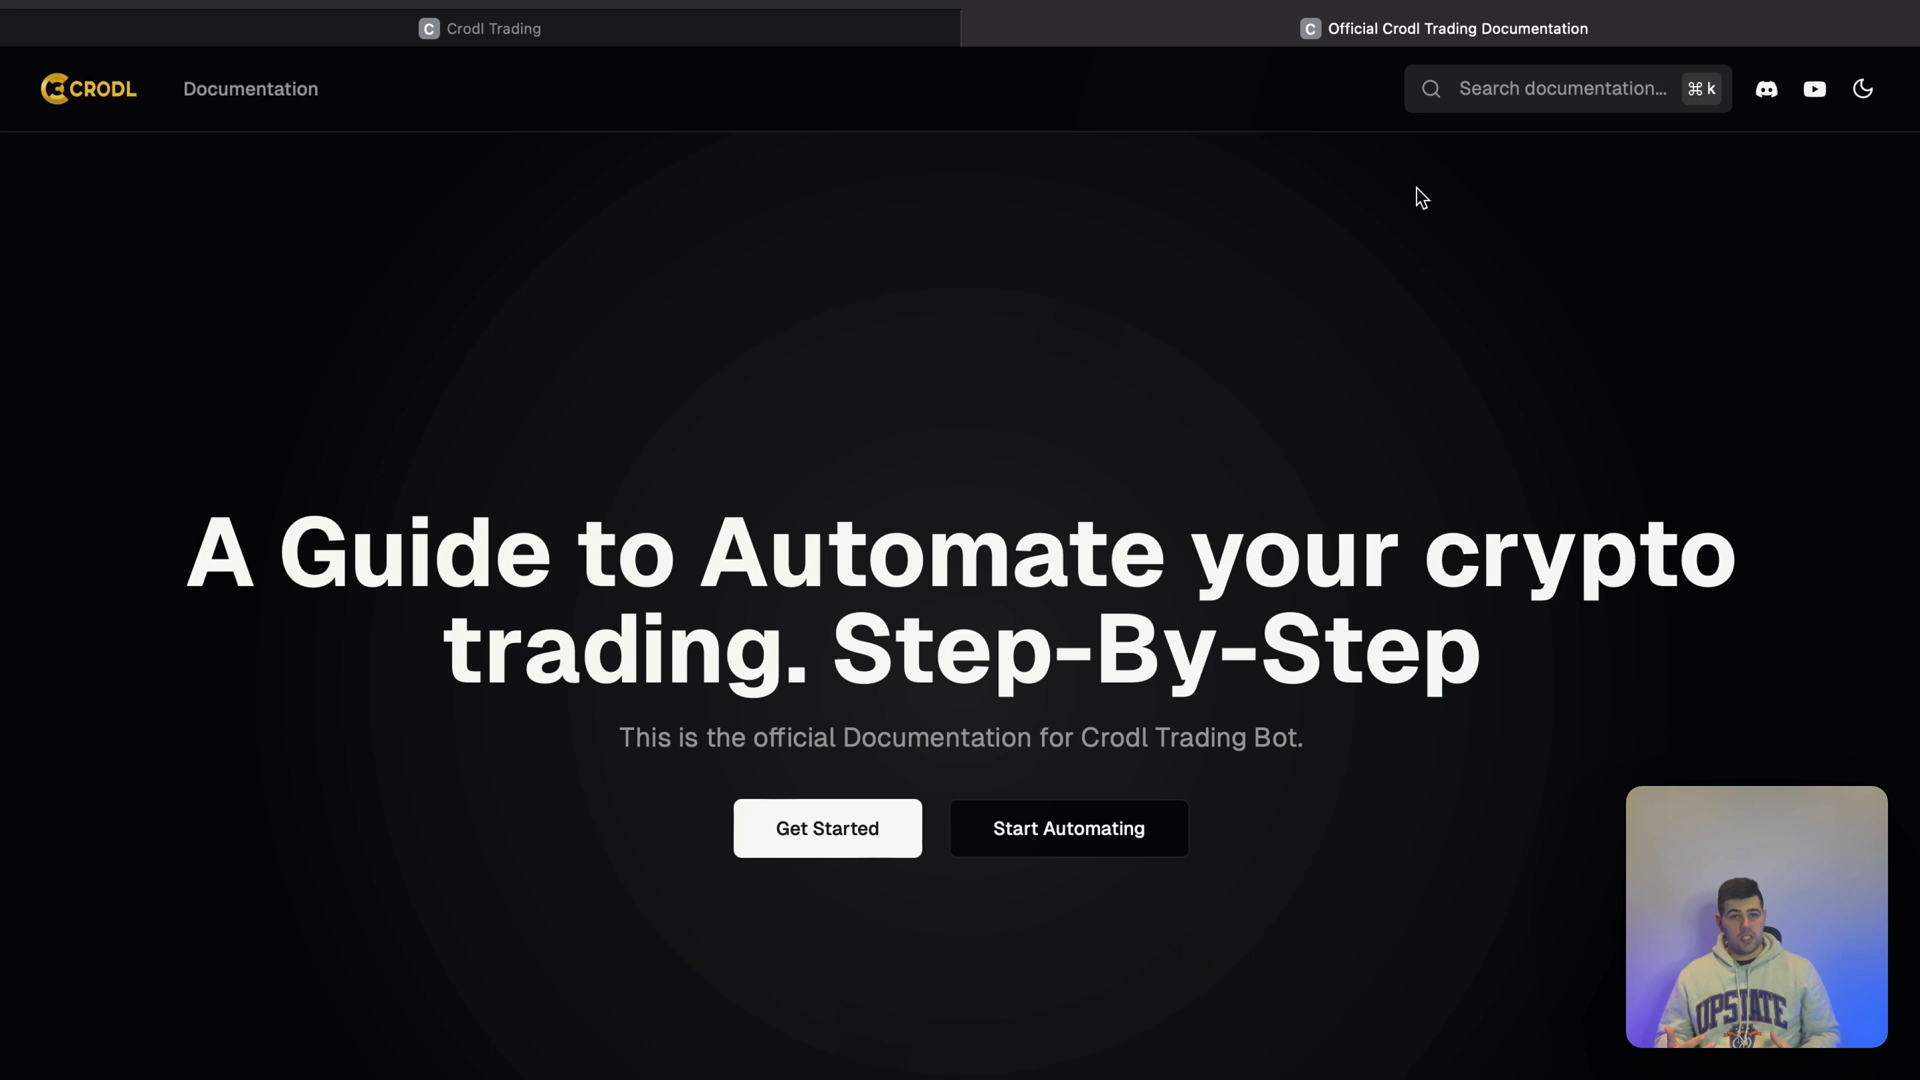 C Crodl Trading
C Official Crodl Trading Documentation
CRODL
Documentation
Search documentation...
⌘ k
A Guide to Automate your crypto
trading. Step-By-Step
This is the official Documentation for Crodl Trading Bot.
Get Started
Start Automating
UPSTATE